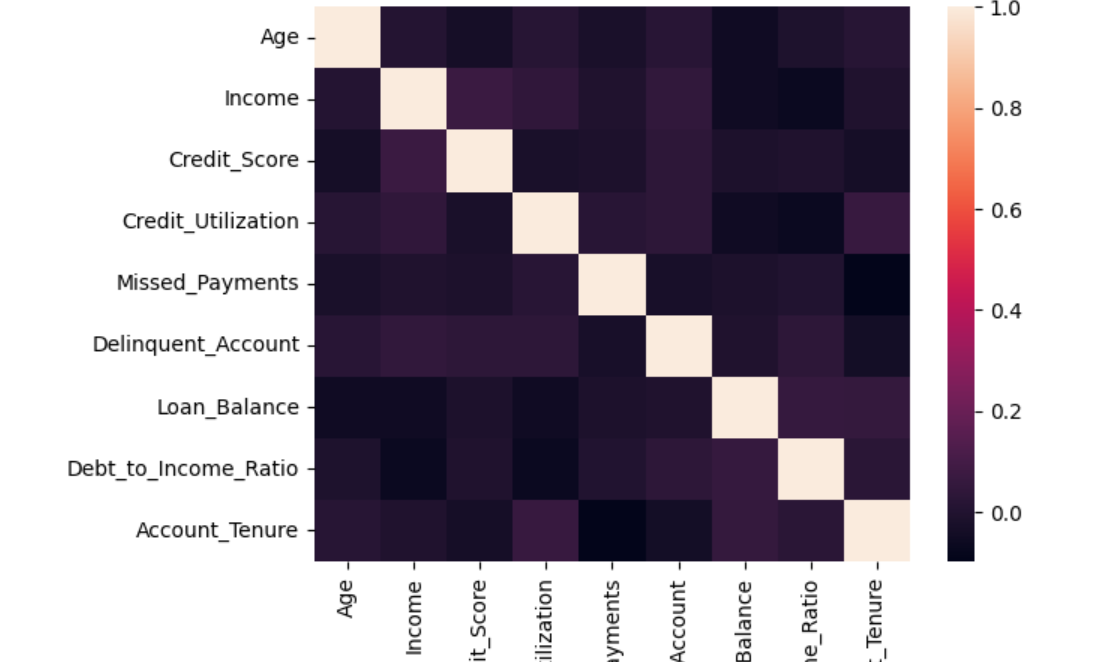 Age
Income
Credit_Score
Credit_Utilization
Missed_Payments
Delinquent_Account
Loan_Balance
Debt_to_Income_Ratio
Account_Tenure
Age
Income
it_Score
ilization
ayments
Account
Balance
ne_Ratio
t_Tenure
1.0
0.8
0.6
0.4
0.2
0.0